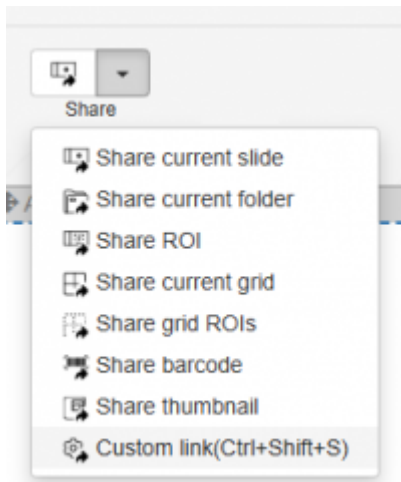 Share
Share current slide
Share current folder
Share ROI
Share current grid
Share grid ROIs
Share barcode
Share thumbnail
Custom link(Ctrl+Shift+S)